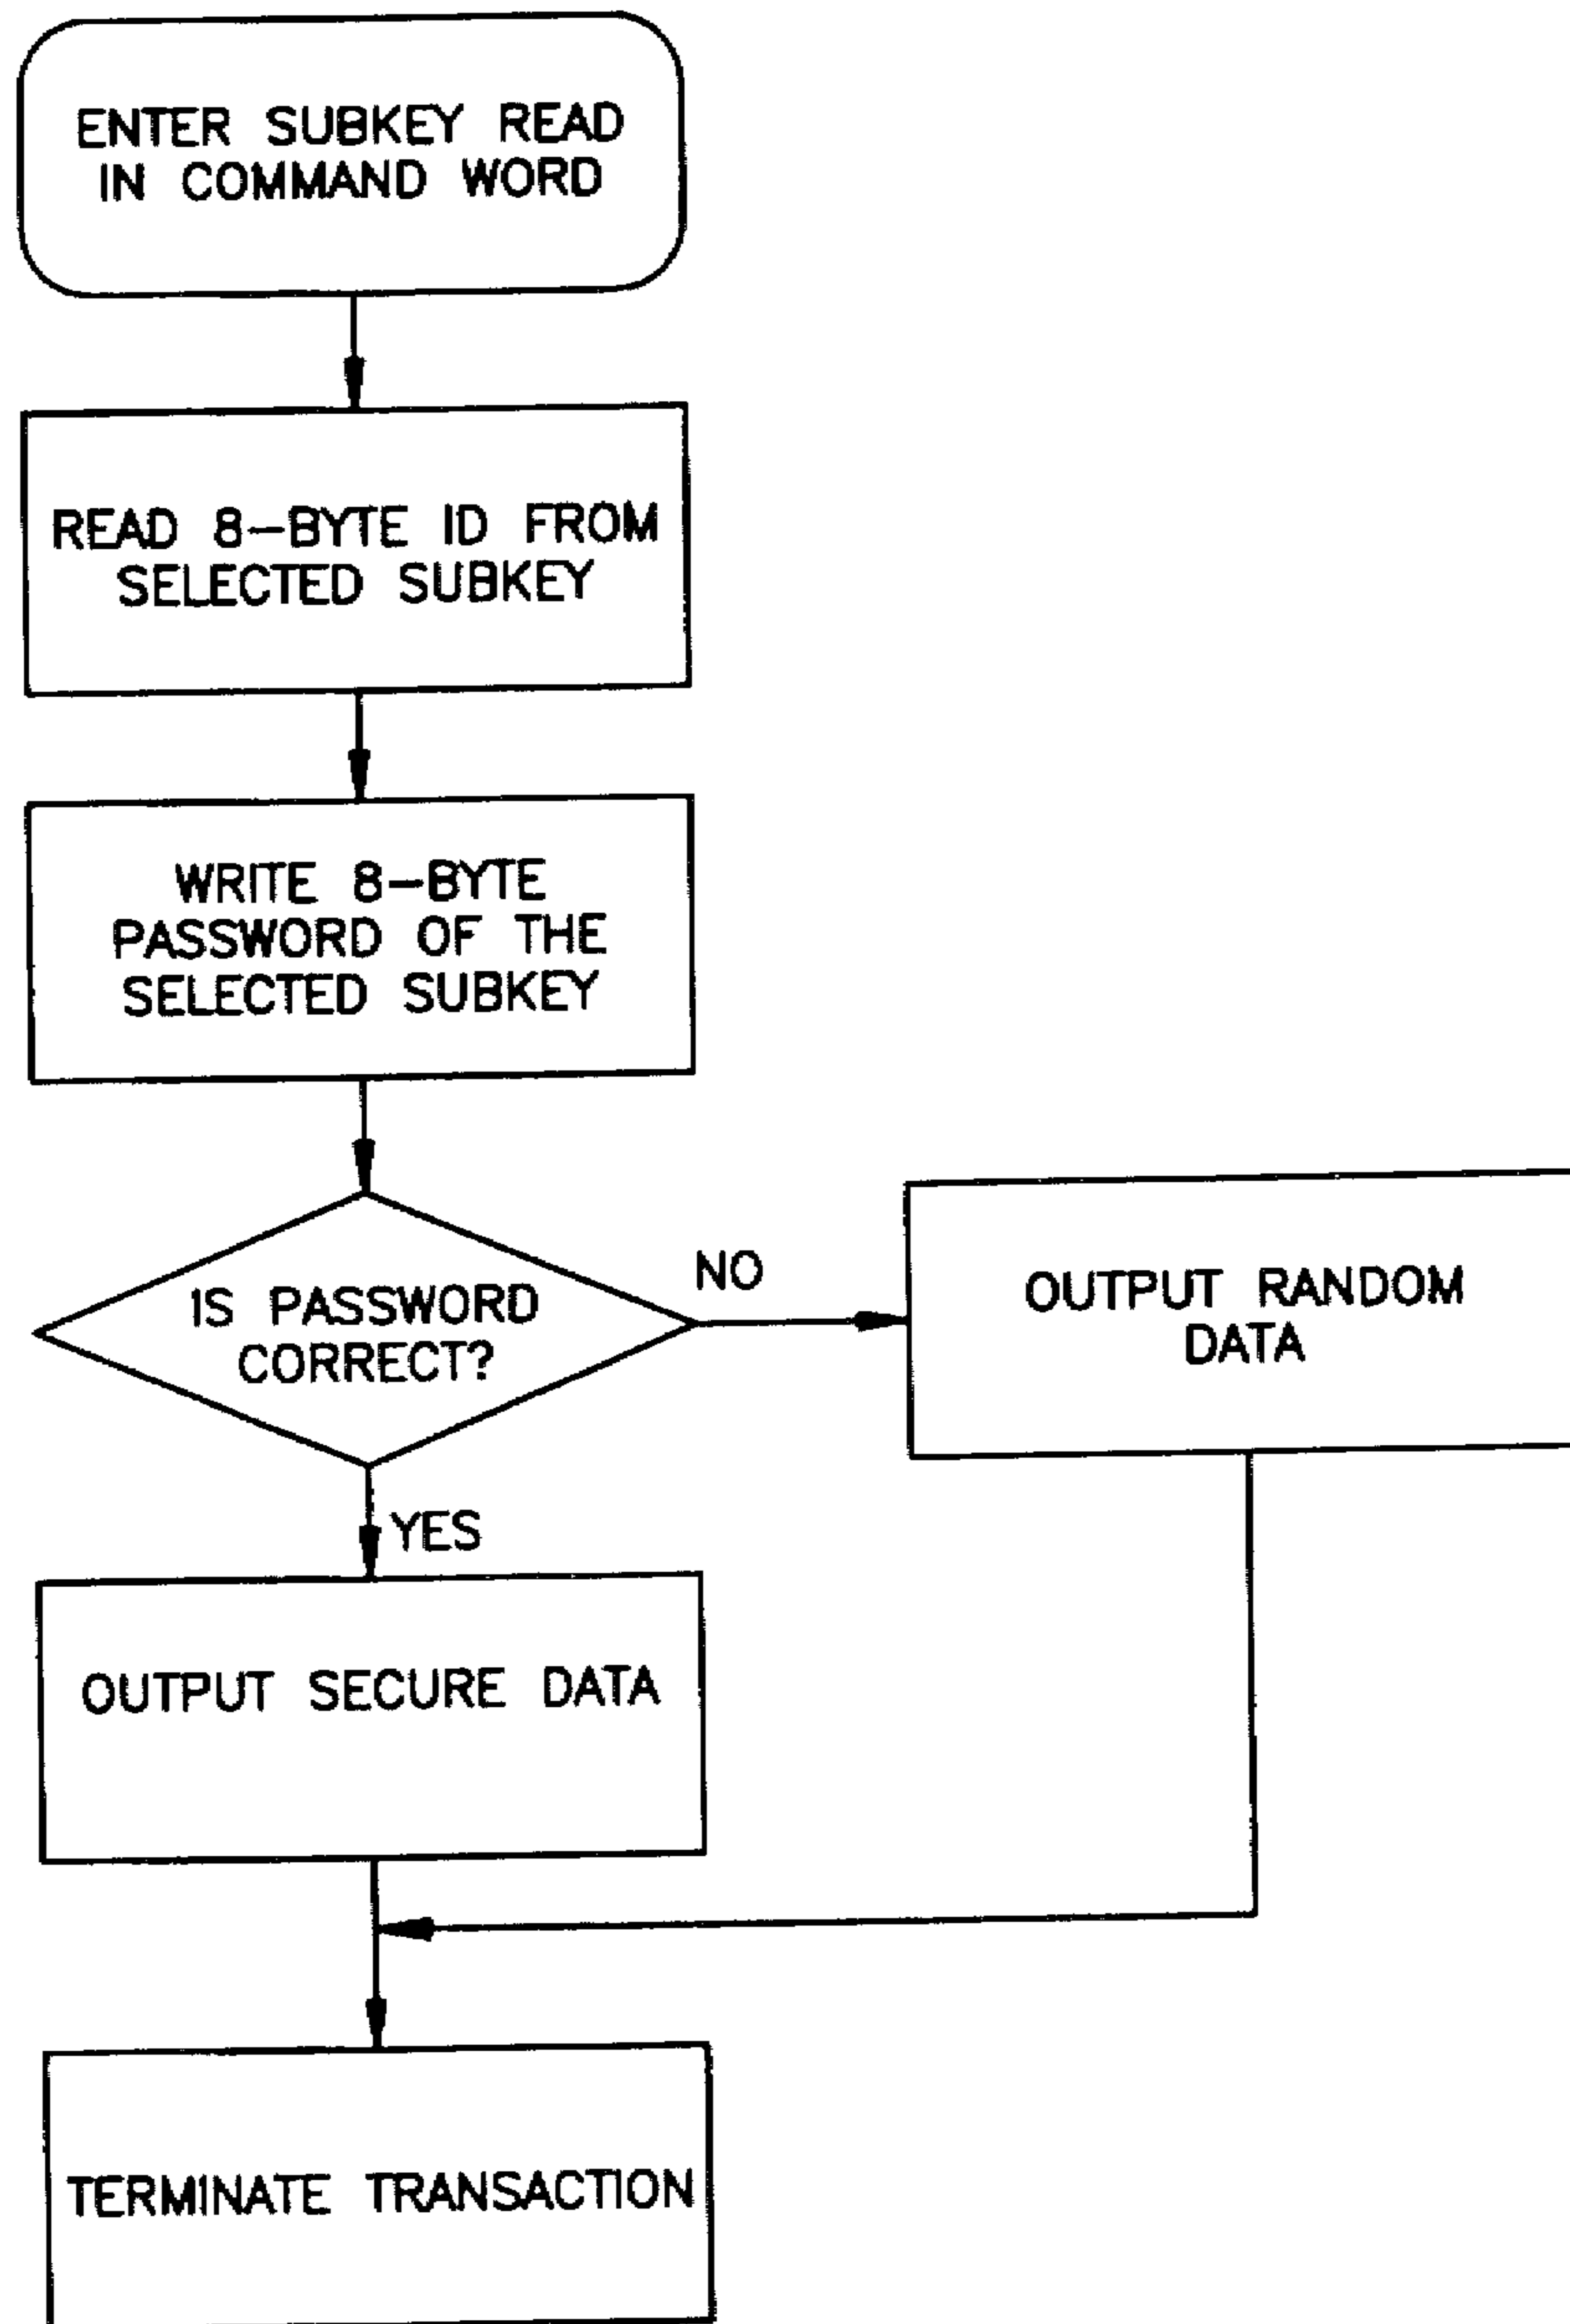 ENTER SUBKEY READ
IN COMMAND WORD
READ 8-BYTE ID FROM
SELECTED SUBKEY
WRITE 8-BYTE
PASSWORD OF THE
SELECTED SUBKEY
IS PASSWORD
CORRECT?
NO
OUTPUT RANDOM
DATA
YES
OUTPUT SECURE DATA
TERMINATE TRANSACTION